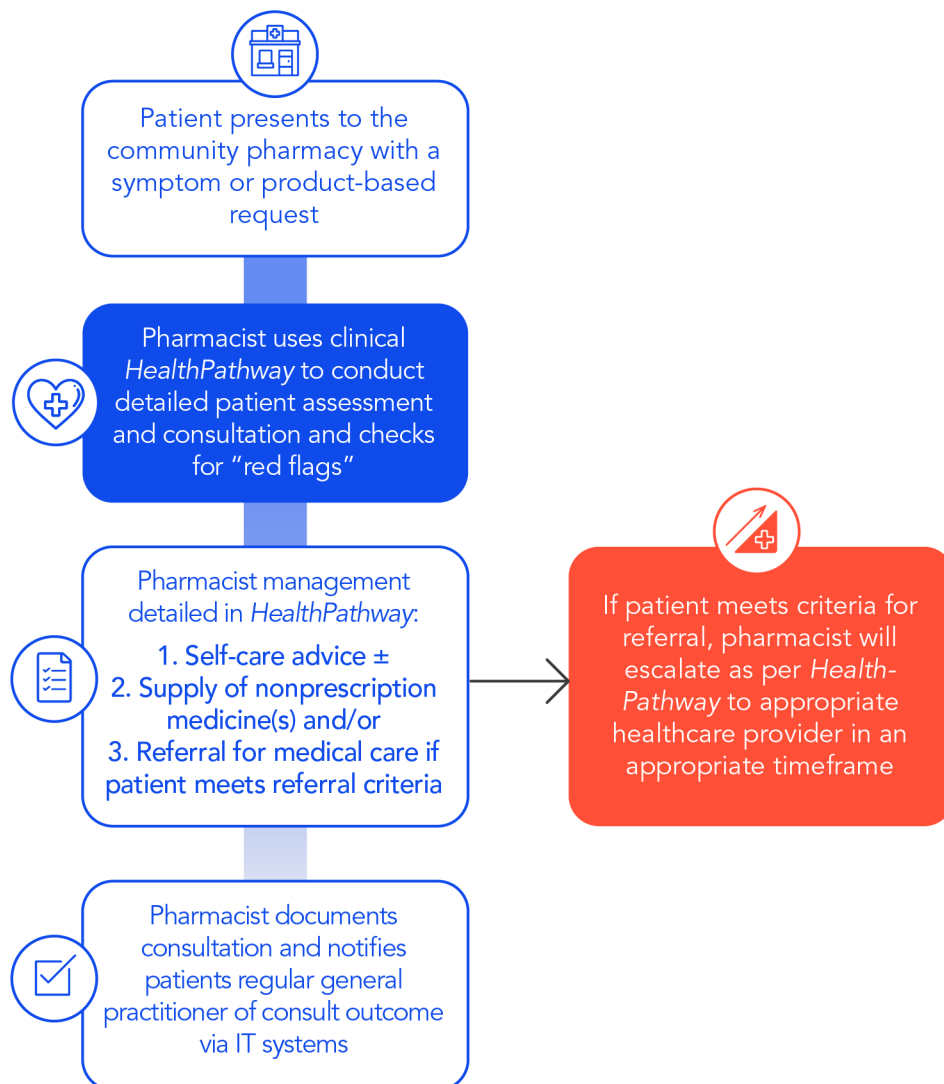 Patient presents to the
community pharmacy with a
symptom or product-based
request
Pharmacist uses clinical
HealthPathway to conduct
detailed patient assessment
and consultation and checks
for “red flags”
Pharmacist management
detailed in HealthPathway:
1. Self-care advice ±
2. Supply of nonprescription
medicine(s) and/or
3. Referral for medical care if
patient meets referral criteria
If patient meets criteria for
referral, pharmacist will
escalate as per Health-
Pathway to appropriate
healthcare provider in an
appropriate timeframe
Pharmacist documents
consultation and notifies
patients regular general
practitioner of consult outcome
via IT systems